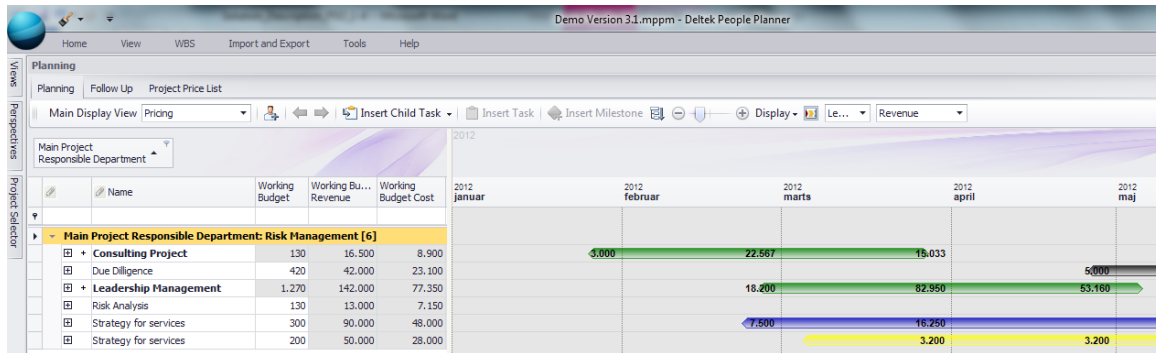 Demo Version 3.1.mppm - Deltek People Planner
Home View WBS Import and Export Tools Help
Views
Perspectives
Project Selector
Planning
Planning Follow Up Project Price List
Main Display View Pricing Insert Child Task Insert Task Insert Milestone Display Le... Revenue
Main Project
Responsible Department
2012
Name
Working Budget
Working Bu... Revenue
Working Budget Cost
2012 januar
2012 februar
2012 marts
2012 april
2012 maj
Main Project Responsible Department: Risk Management [6]
Consulting Project 130 16.500 8.900 3.000 22.567 15.033
Due Dilligence 420 42.000 23.100 5.000
Leadership Management 1.270 142.000 77.350 18.200 82.950 53.160
Risk Analysis 130 13.000 7.150
Strategy for services 300 90.000 48.000 7.500 16.250
Strategy for services 200 50.000 28.000 3.200 3.200